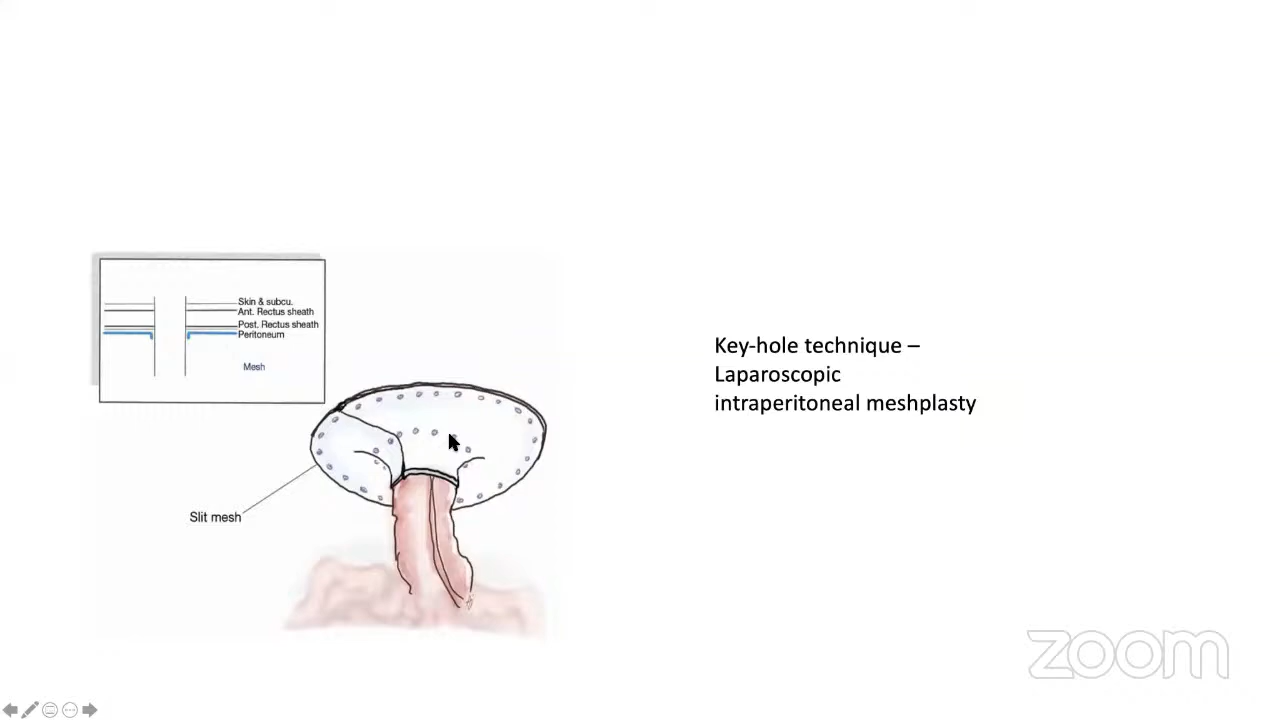 Skin & subcu.
Ant. Rectus sheath
Post. Rectus sheath
Peritoneum
Mesh
Slit mesh
Key-hole technique –
Laparoscopic
intraperitoneal meshplasty
zoom